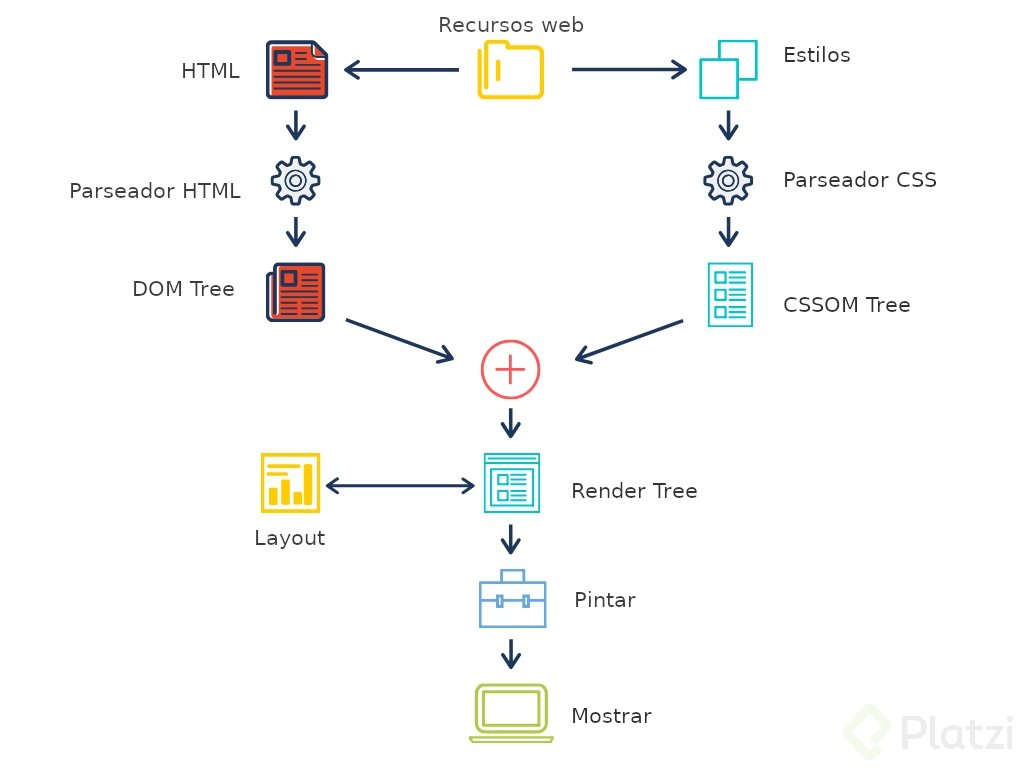 Recursos web
HTML
Estilos
Parseador HTML
Parseador CSS
DOM Tree
CSSOM Tree
Layout
Render Tree
Pintar
Mostrar
Platzi